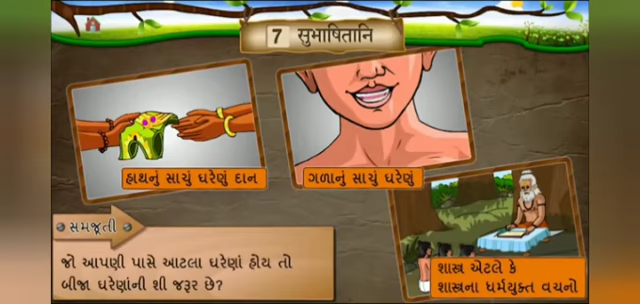 7 सुभाषितानि
હાથનું સાચું ઘરેણું દાન
ગળાનું સાચું ઘરેણું
સમજૂતી
જો આપણી પાસે આટલા ઘરેણાં હોય તો
બીજા ઘરેણાંની શી જરૂર છે?
શાસ્ત્ર એટલે કે
શાસ્ત્રના ધર્મયુક્ત વચનો